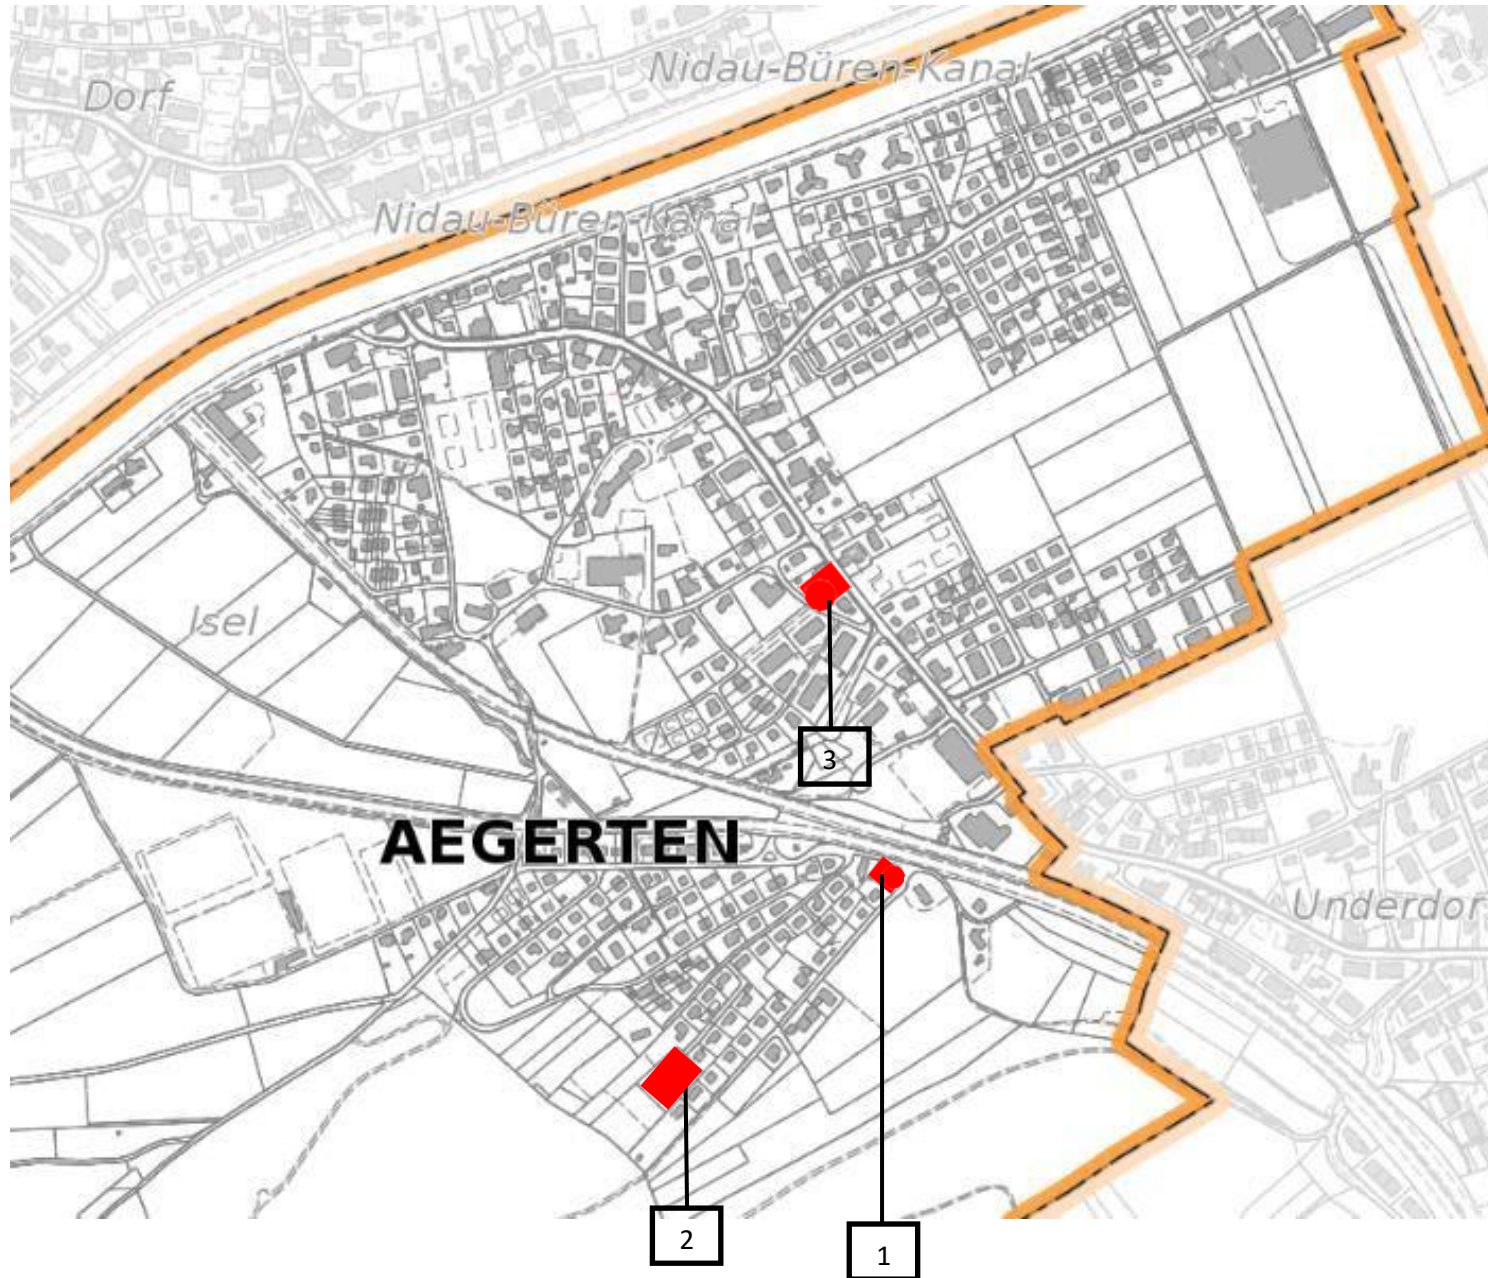 Nidau-Büren-Kanal
Dorf
Nidau-Büren-Kanal
Isel
3
AEGERTEN
Underdor
2
1